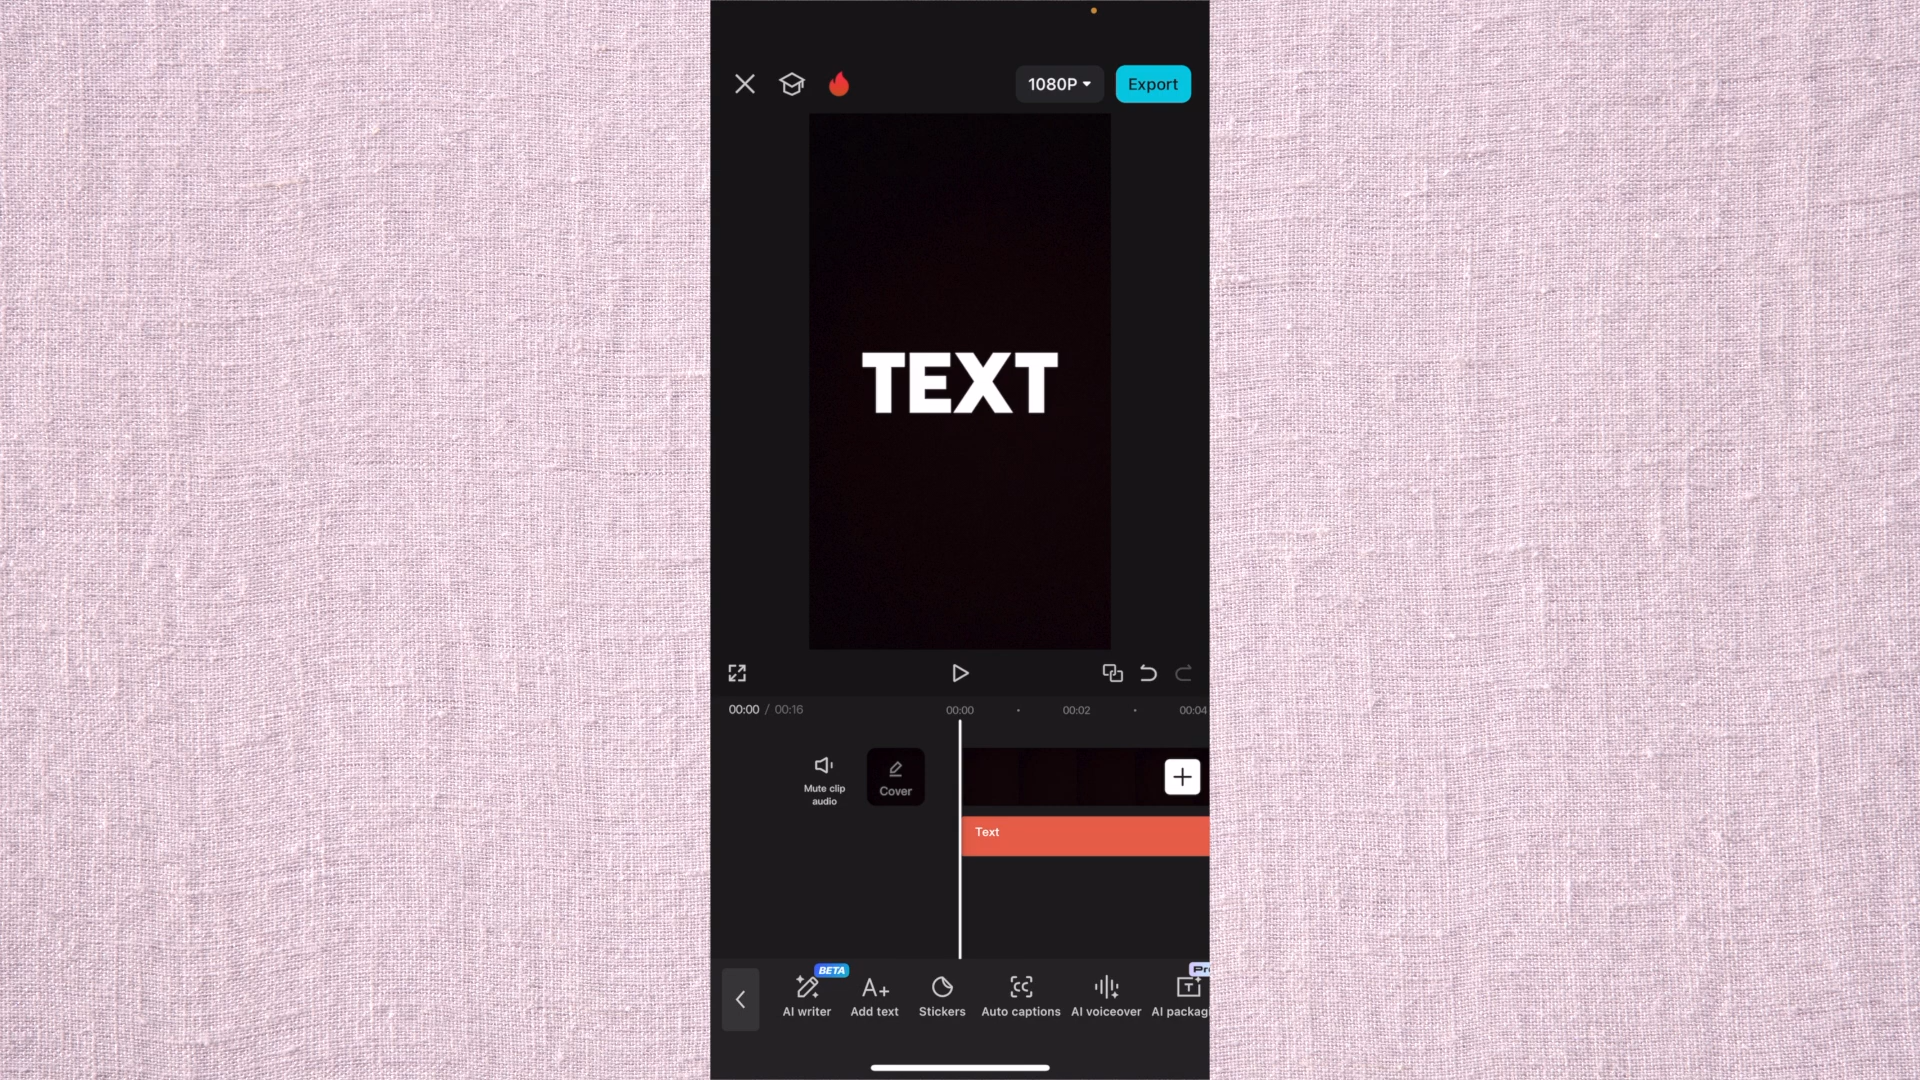 1080P
Export
TEXT
00:00 / 00:16
00:00
00:02
00:04
Mute clip
audio
Cover
Text
BETA
AI writer
Add text
Stickers
Auto captions
AI voiceover
Pr
AI packag